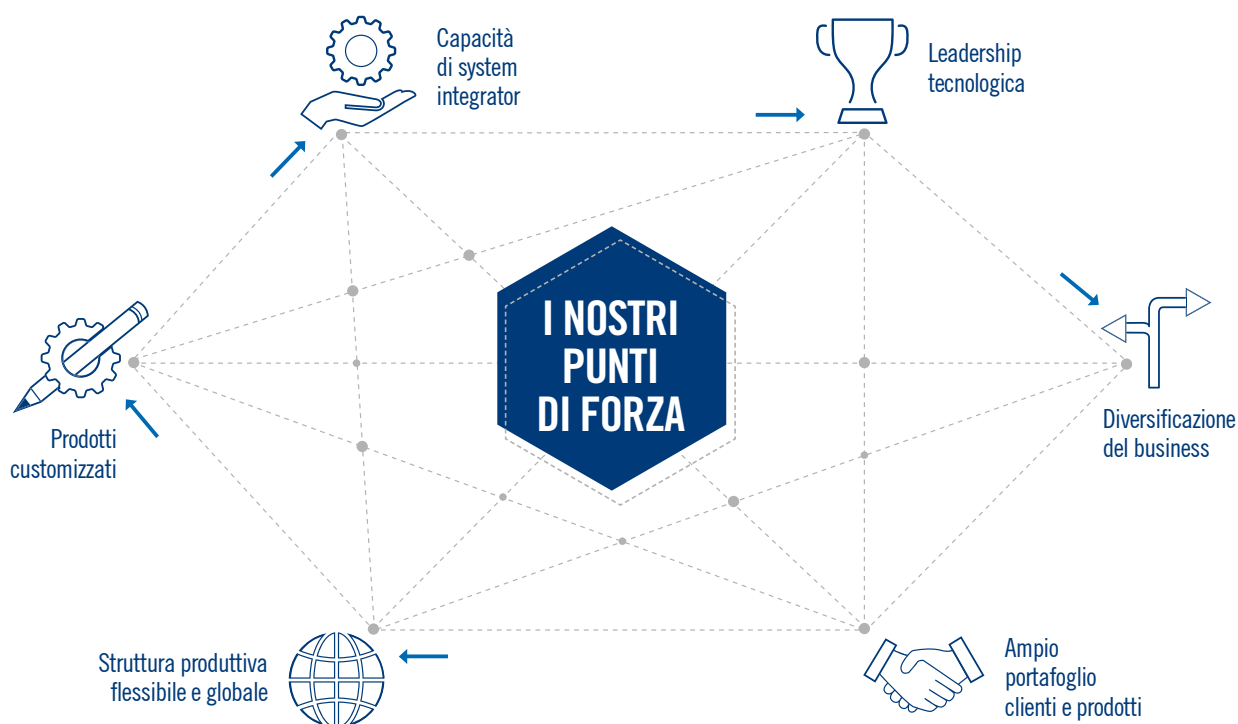 Capacità
di system
integrator
Leadership
tecnologica
I NOSTRI
PUNTI
DI FORZA
Prodotti
customizzati
Diversificazione
del business
Struttura produttiva
flessibile e globale
Ampio
portafoglio
clienti e prodotti